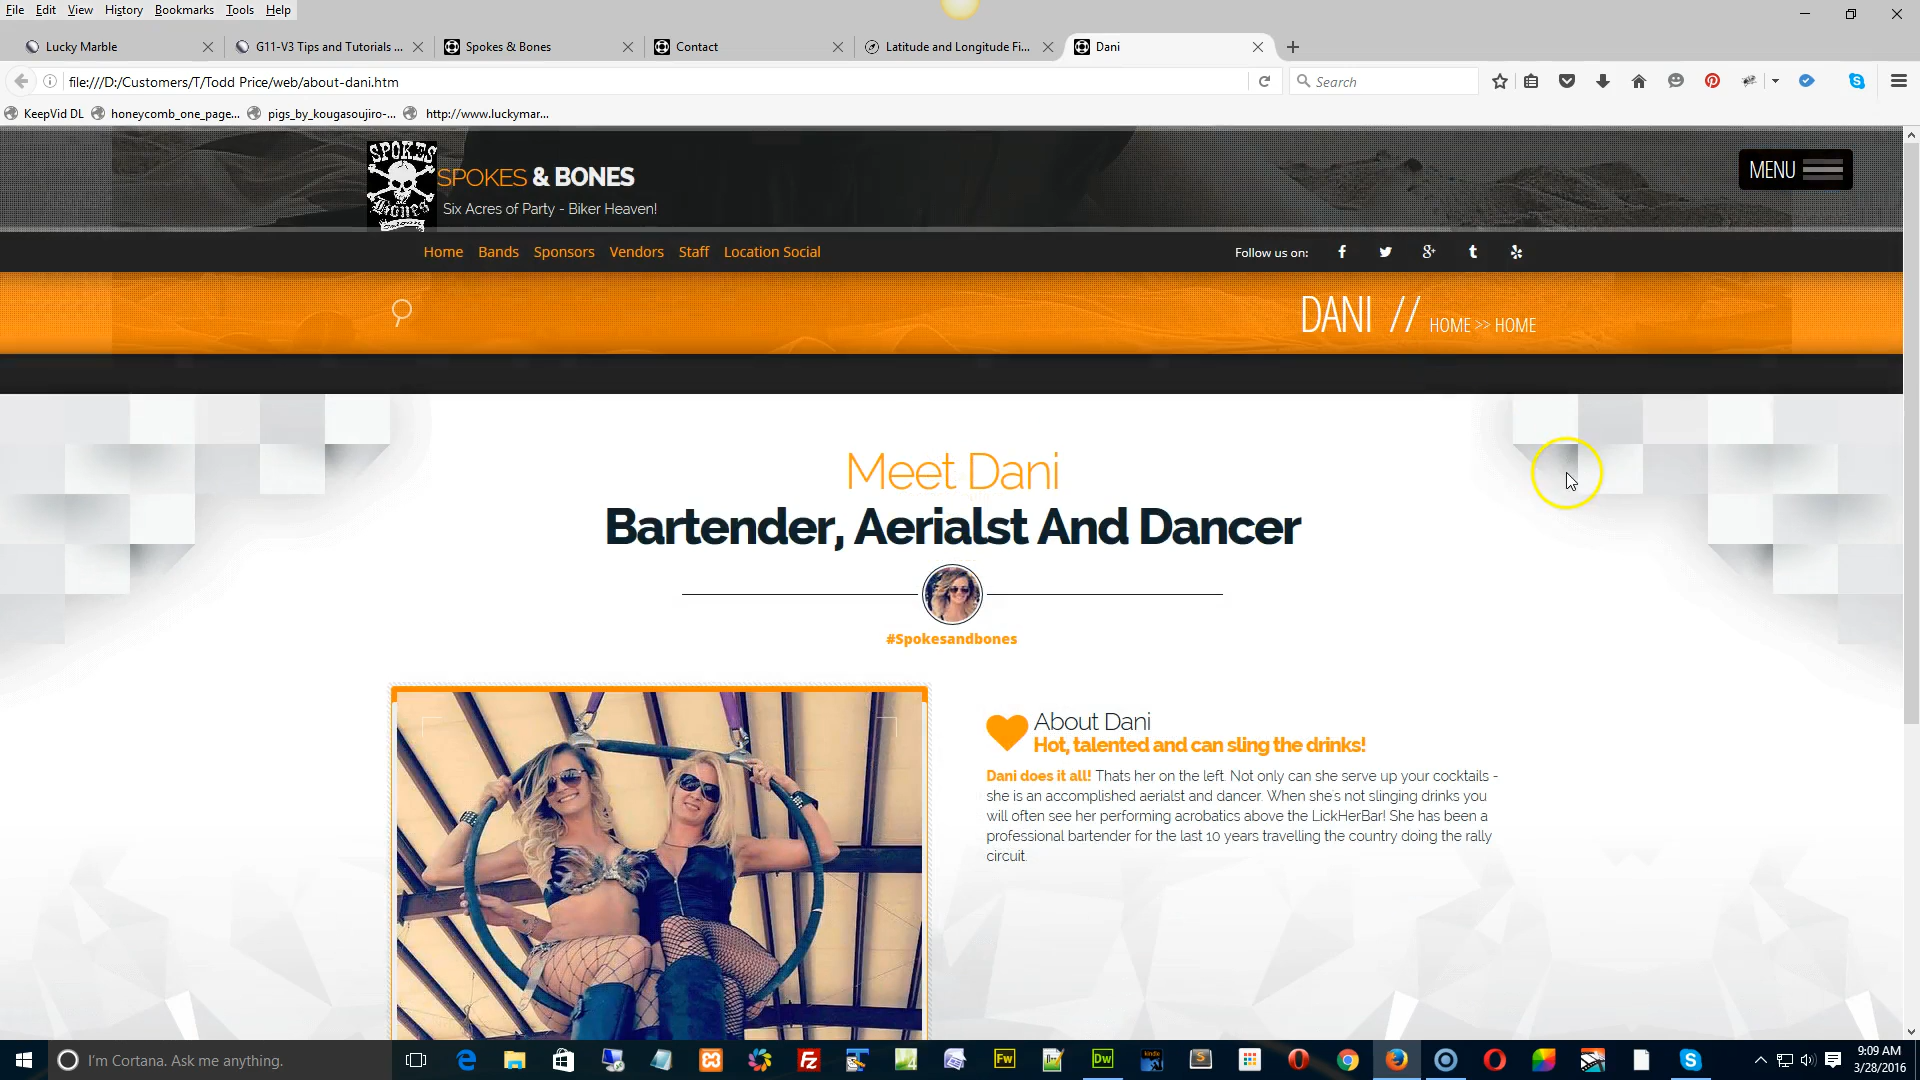 File Edit View History Bookmarks Tools Help
Lucky Marble
G11-V3 Tips and Tutorials ...
Spokes & Bones
Contact
Latitude and Longitude Fi...
Dani
file:///D:/Customers/T/Todd Price/web/about-dani.htm
Search
KeepVid DL
honeycomb_one_page...
pigs_by_kougasoujiro-...
http://www.luckymar...
SPOKES
and
Bones
SPOKES & BONES
Six Acres of Party - Biker Heaven!
MENU
Home Bands Sponsors Vendors Staff Location Social
Follow us on:
DANI // HOME >> HOME
Meet Dani
Bartender, Aerialst And Dancer
#Spokesandbones
About Dani
Hot, talented and can sling the drinks!
Dani does it all! Thats her on the left. Not only can she serve up your cocktails -
she is an accomplished aerialst and dancer. When she's not slinging drinks you
will often see her performing acrobatics above the LickHerBar! She has been a
professional bartender for the last 10 years travelling the country doing the rally
circuit.
I'm Cortana. Ask me anything.
Fw
Dw
kindle
9:09 AM
3/28/2016